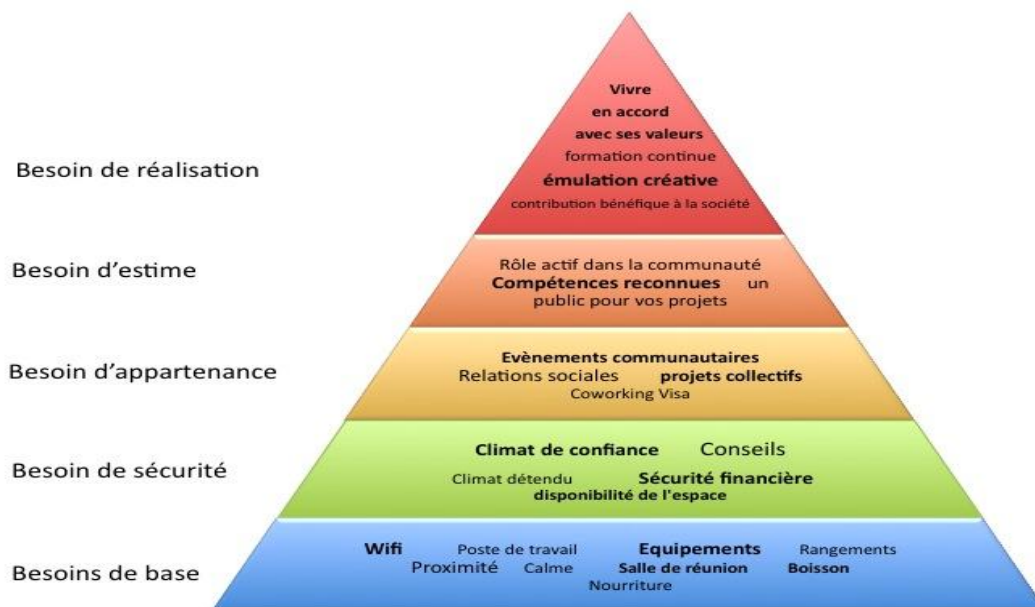 Vivre
en accord
avec ses valeurs
formation continue
émulation créative
contribution bénéfique à la société
Besoin de réalisation
Besoin d’estime
Rôle actif dans la communauté
Compétences reconnues un
public pour vos projets
Besoin d’appartenance
Evènements communautaires
Relations sociales projets collectifs
Coworking Visa
Besoin de sécurité
Climat de confiance Conseils
Climat détendu Sécurité financière
disponibilité de l'espace
Besoins de base
Wifi Poste de travail Equipements Rangements
Proximité Calme Salle de réunion Boisson
Nourriture